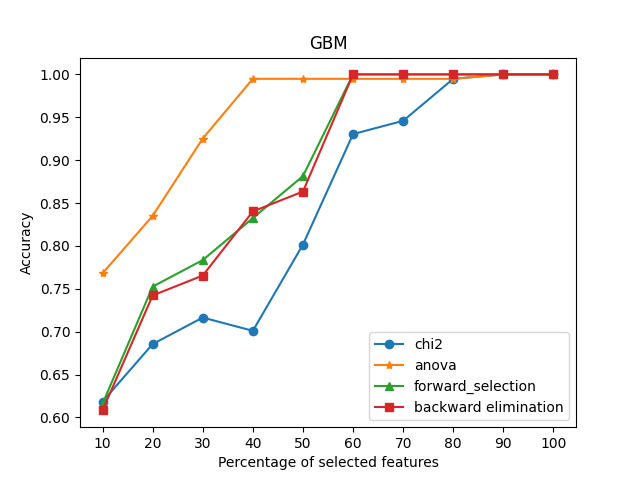 GBM
1.00
0.95
0.90
0.85
0.80
0.75
0.70
0.65
0.60
Accuracy
chi2
anova
forward_selection
backward elimination
10 20 30 40 50 60 70 80 90 100
Percentage of selected features